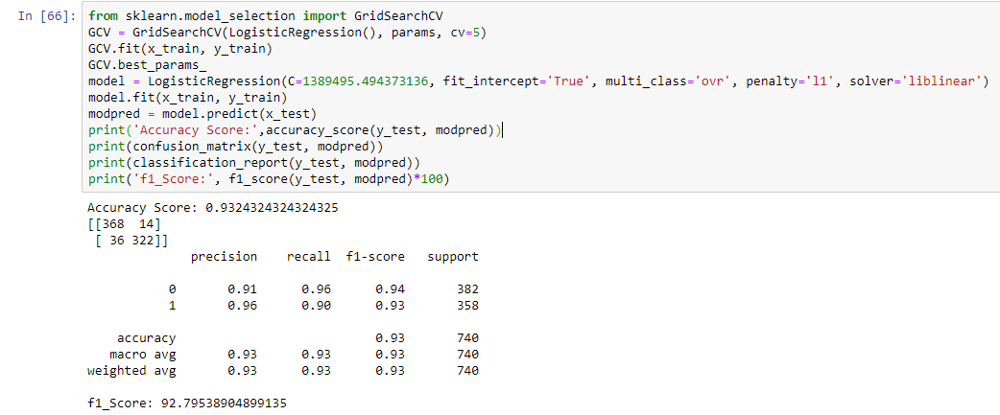 In [66]: from sklearn.model_selection import GridSearchCV
GCV = GridSearchCV(LogisticRegression(), params, cv=5)
GCV.fit(x_train, y_train)
GCV.best_params_
model = LogisticRegression(C=1389495.494373136, fit_intercept='True', multi_class='ovr', penalty='l1', solver='liblinear')
model.fit(x_train, y_train)
modpred = model.predict(x_test)
print('Accuracy Score:',accuracy_score(y_test, modpred))
print(confusion_matrix(y_test, modpred))
print(classification_report(y_test, modpred))
print('f1_Score:', f1_score(y_test, modpred)*100)
Accuracy Score: 0.9324324324324325
[[368  14]
 [ 36 322]]
              precision    recall  f1-score   support
           0       0.91      0.96      0.94       382
           1       0.96      0.90      0.93       358
    accuracy                           0.93       740
   macro avg       0.93      0.93      0.93       740
weighted avg       0.93      0.93      0.93       740
f1_Score: 92.79538904899135